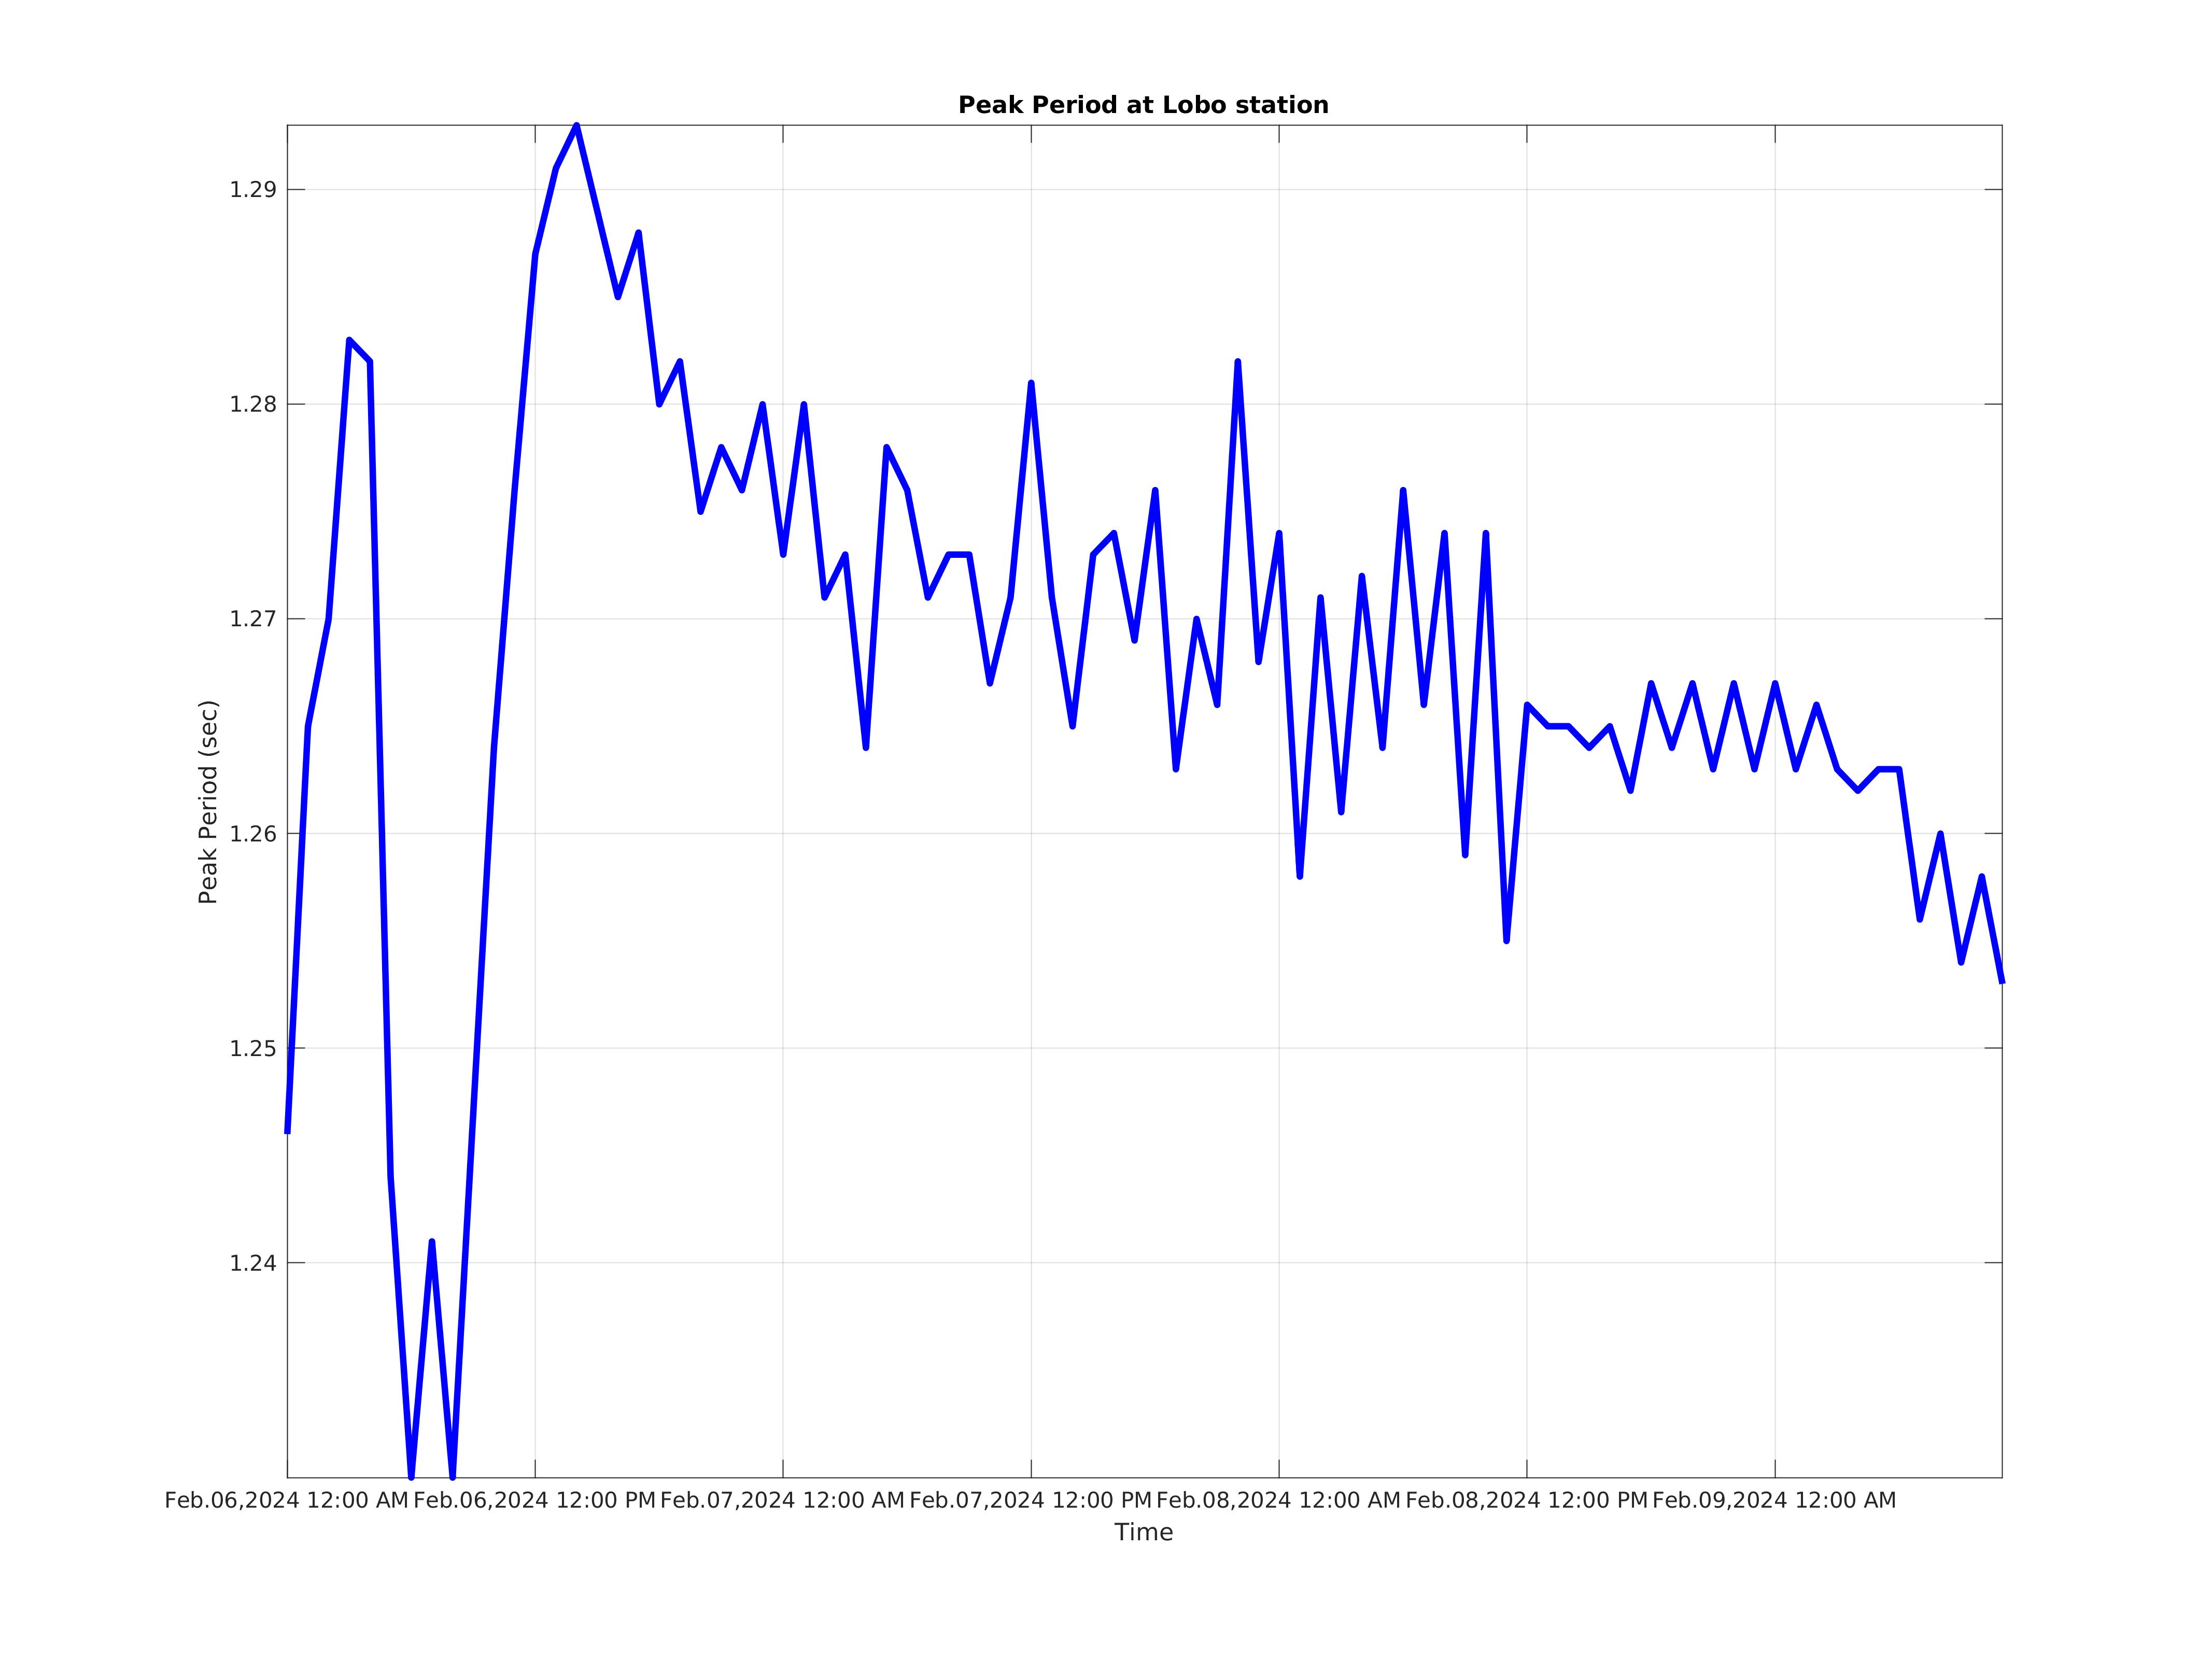 Peak Period at Lobo station
Peak Period (sec)
1.29
1.28
1.27
1.26
1.25
1.24
Feb.06,2024 12:00 AM Feb.06,2024 12:00 PM Feb.07,2024 12:00 AM Feb.07,2024 12:00 PM Feb.08,2024 12:00 AM Feb.08,2024 12:00 PM Feb.09,2024 12:00 AM
Time